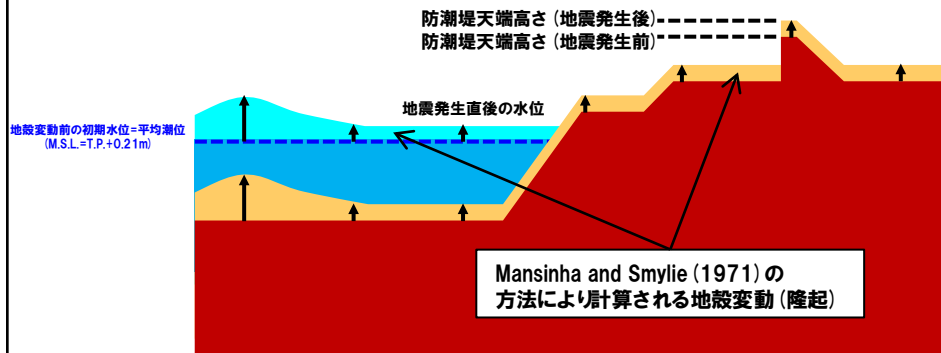 防潮堤天端高さ(地震発生後)
防潮堤天端高さ(地震発生前)
地震発生直後の水位
地殻変動前の初期水位=平均潮位
(M.S.L.=T.P.+0.21m)
Mansinha and Smylie(1971)の
方法により計算される地殻変動(隆起)